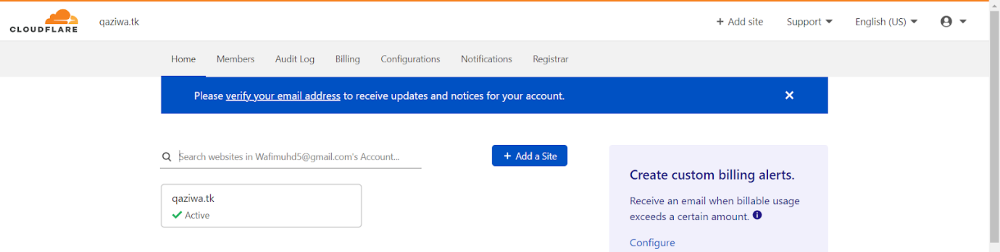 CLOUDFLARE
qaziwa.tk
+ Add site
Support
English (US)
Home
Members
Audit Log
Billing
Configurations
Notifications
Registrar
Please verify your email address to receive updates and notices for your account.
Search websites in Wafimuhd5@gmail.com's Account...
+ Add a Site
qaziwa.tk
Active
Create custom billing alerts.
Receive an email when billable usage
exceeds a certain amount.
Configure